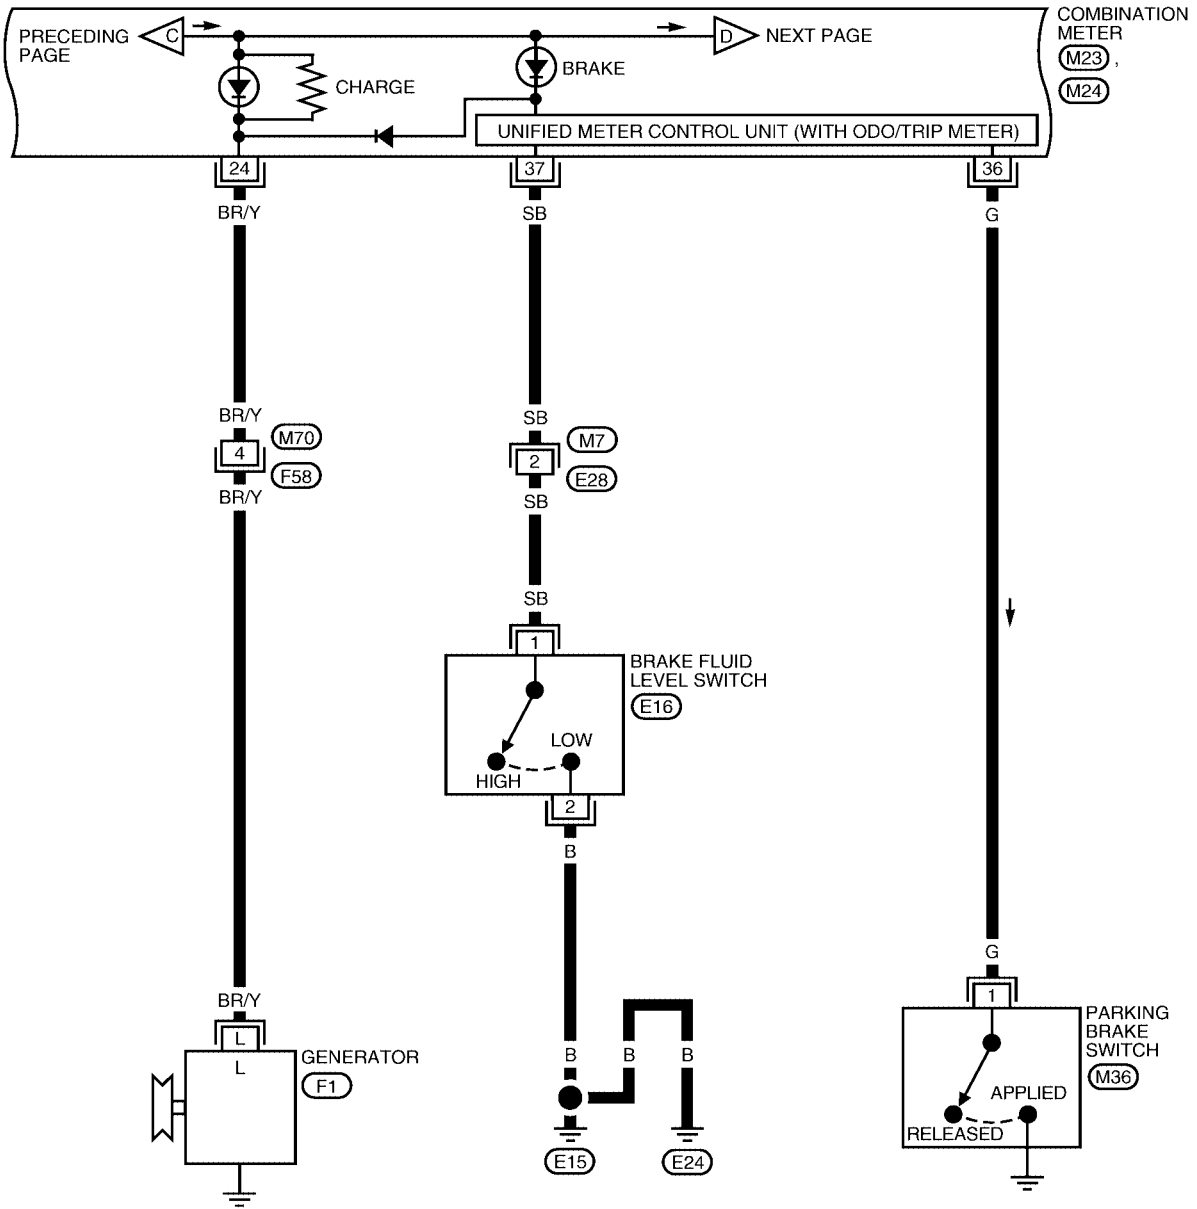 COMBINATION
METER
M23 ,
M24
PRECEDING
PAGE
C
D
NEXT PAGE
CHARGE
BRAKE
UNIFIED METER CONTROL UNIT (WITH ODO/TRIP METER)
24
37
36
BR/Y
SB
G
BR/Y
SB
M70
M7
4
2
F58
E28
BR/Y
SB
SB
1
BRAKE FLUID
LEVEL SWITCH
E16
LOW
HIGH
2
B
G
BR/Y
1
L
L
GENERATOR
F1
B
B
B
PARKING
BRAKE
SWITCH
M36
APPLIED
RELEASED
E15
E24